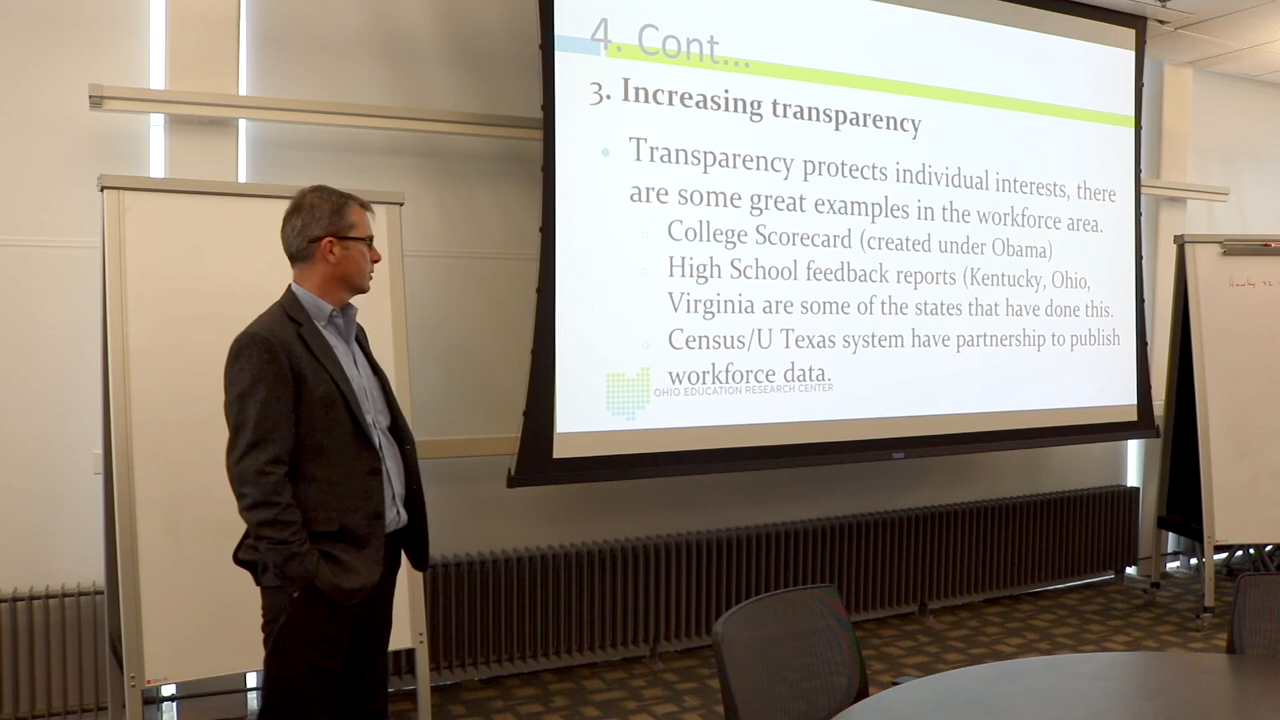 4. Cont...
3. Increasing transparency
• Transparency protects individual interests, there
are some great examples in the workforce area.
○ College Scorecard (created under Obama)
○ High School feedback reports (Kentucky, Ohio,
Virginia are some of the states that have done this.
○ Census/U Texas system have partnership to publish
workforce data.
OHIO EDUCATION RESEARCH CENTER